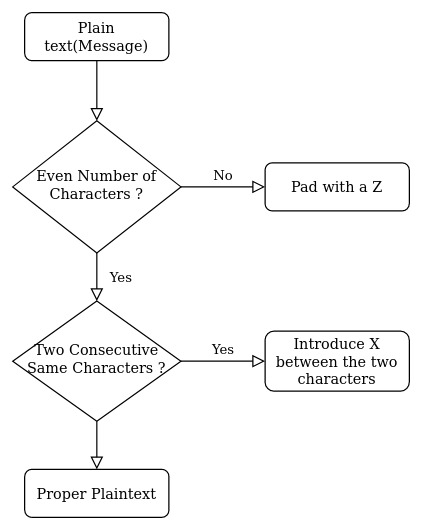 Plain
text(Message)
Even Number of
Characters ?
No
Pad with a Z
Yes
Two Consecutive
Same Characters ?
Yes
Introduce X
between the two
characters
Proper Plaintext